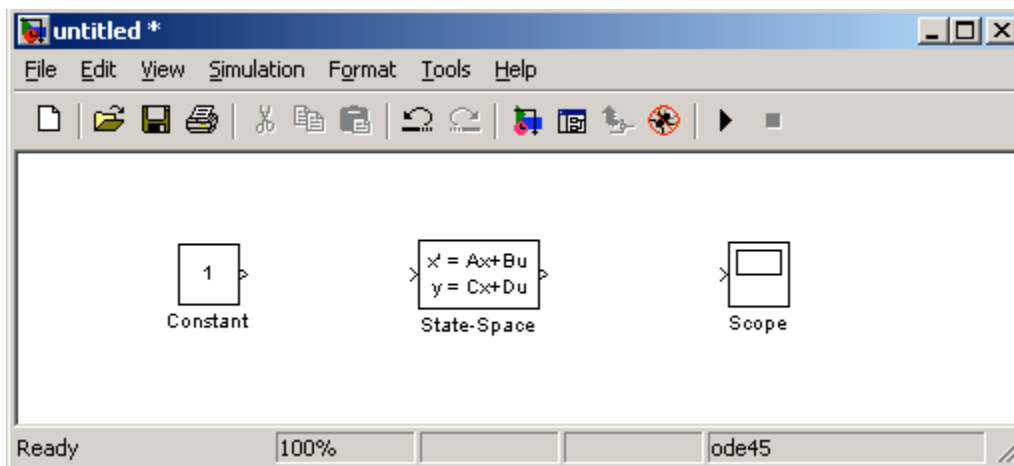 untitled *
File Edit View Simulation Format Tools Help
1
x' = Ax+Bu
y = Cx+Du
Constant
State-Space
Scope
Ready 100% ode45